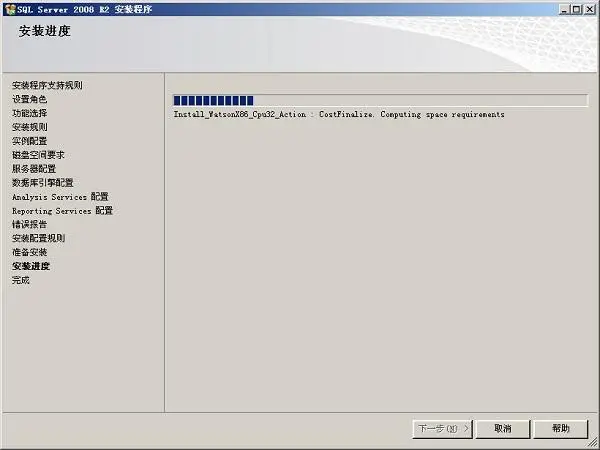 SQL Server 2008 R2 安装程序
安装进度
安装程序支持规则
设置角色
功能选择
安装规则
实例配置
磁盘空间要求
服务器配置
数据库引擎配置
Analysis Services 配置
Reporting Services 配置
错误报告
安装配置规则
准备安装
安装进度
完成
Install_WatsonX86_Cpu32_Action : CostFinalize. Computing space requirements
下一步(N) >
取消
帮助